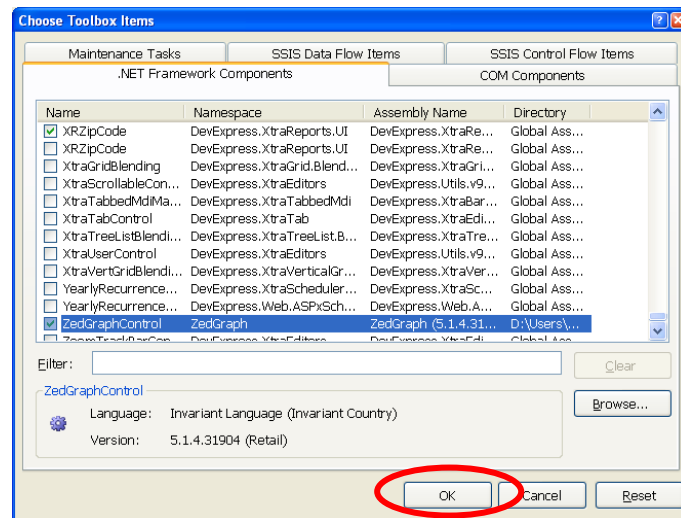 Choose Toolbox Items
Maintenance Tasks SSIS Data Flow Items SSIS Control Flow Items
.NET Framework Components COM Components
Name Namespace Assembly Name Directory
XRZipCode DevExpress.XtraReports.UI DevExpress.XtraRe... Global Ass...
XRZipCode DevExpress.XtraReports.UI DevExpress.XtraRe... Global Ass...
XtraGridBlending DevExpress.XtraGrid.Blend... DevExpress.XtraGri... Global Ass...
XtraScrollableCon... DevExpress.XtraEditors DevExpress.Utils.v9... Global Ass...
XtraTabbedMdiMa... DevExpress.XtraTabbedMdi DevExpress.XtraBar... Global Ass...
XtraTabControl DevExpress.XtraTab DevExpress.XtraEdi... Global Ass...
XtraTreeListBlendi... DevExpress.XtraTreeList.B... DevExpress.XtraTre... Global Ass...
XtraUserControl DevExpress.XtraEditors DevExpress.Utils.v9... Global Ass...
XtraVertGridBlendi... DevExpress.XtraVerticalGr... DevExpress.XtraVer... Global Ass...
YearlyRecurrence... DevExpress.XtraScheduler... DevExpress.XtraSc... Global Ass...
YearlyRecurrence... DevExpress.Web.ASPxSch... DevExpress.Web.A... Global Ass...
ZedGraphControl ZedGraph ZedGraph (5.1.4.31... D:\Users\...
Filter: Clear
ZedGraphControl
Browse...
Language: Invariant Language (Invariant Country)
Version: 5.1.4.31904 (Retail)
OK Cancel Reset